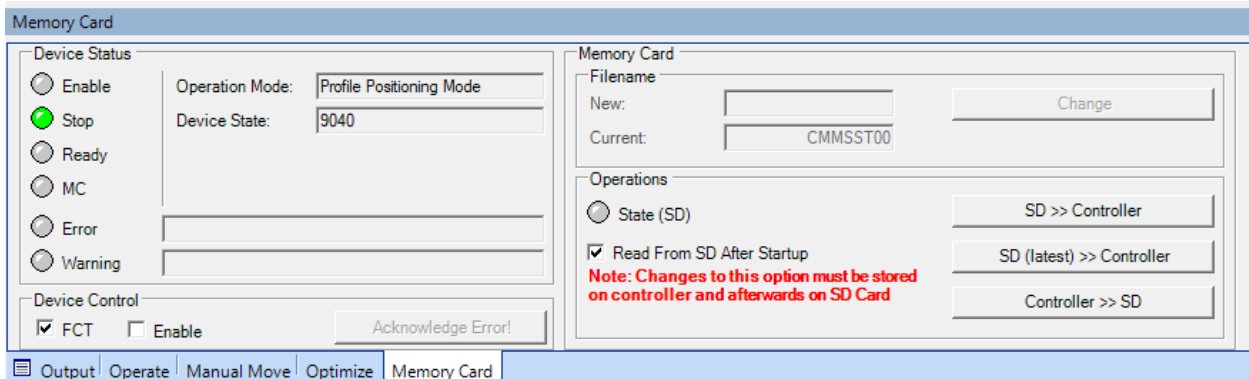 Memory Card
Device Status
Enable
Operation Mode: Profile Positioning Mode
Stop
Device State: 9040
Ready
MC
Error
Warning
Device Control
FCT Enable Acknowledge Error!
Memory Card
Filename
New: Change
Current: CMMSST00
Operations
State (SD) SD >> Controller
Read From SD After Startup SD (latest) >> Controller
Note: Changes to this option must be stored
on controller and afterwards on SD Card
Controller >> SD
Output Operate Manual Move Optimize Memory Card